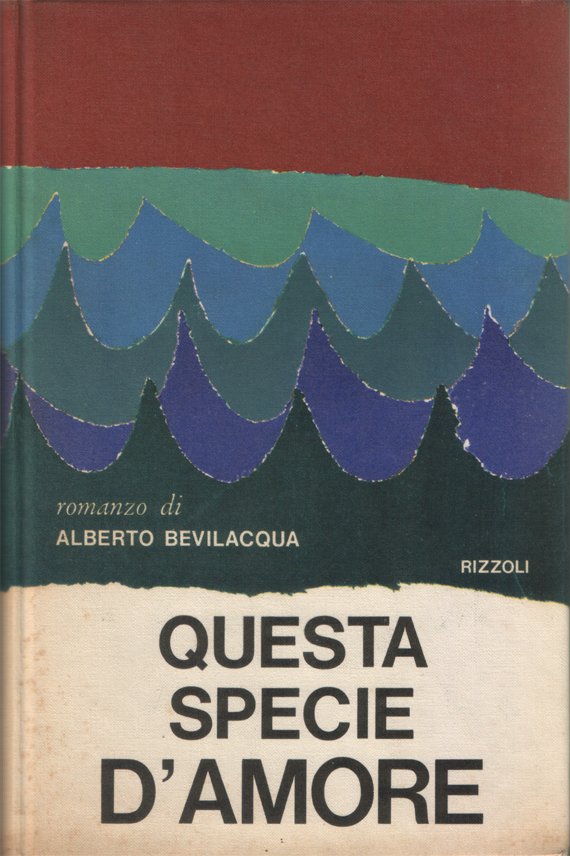 romanzo di
ALBERTO BEVILACQUA
RIZZOLI
QUESTA
SPECIE
D'AMORE